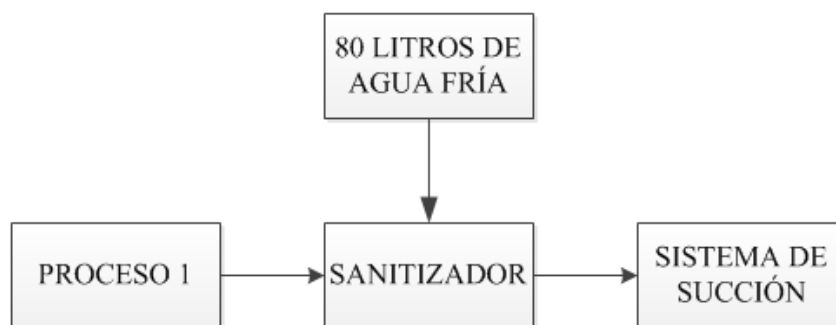 80 LITROS DE
AGUA FRÍA
PROCESO 1
SANITIZADOR
SISTEMA DE
SUCCIÓN